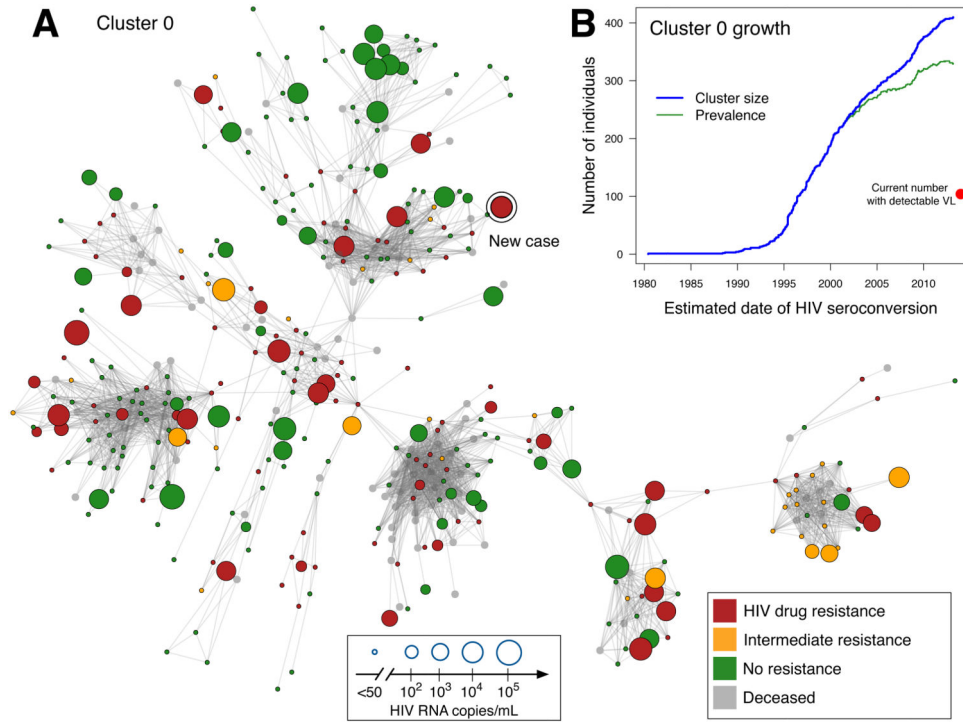 A
Cluster 0
New case
B
Cluster 0 growth
Number of individuals
400
300
200
100
0
Cluster size
Prevalence
Current number
with detectable VL
1980 1985 1990 1995 2000 2005 2010
Estimated date of HIV seroconversion
<50 10² 10³ 10⁴ 10⁵
HIV RNA copies/mL
HIV drug resistance
Intermediate resistance
No resistance
Deceased